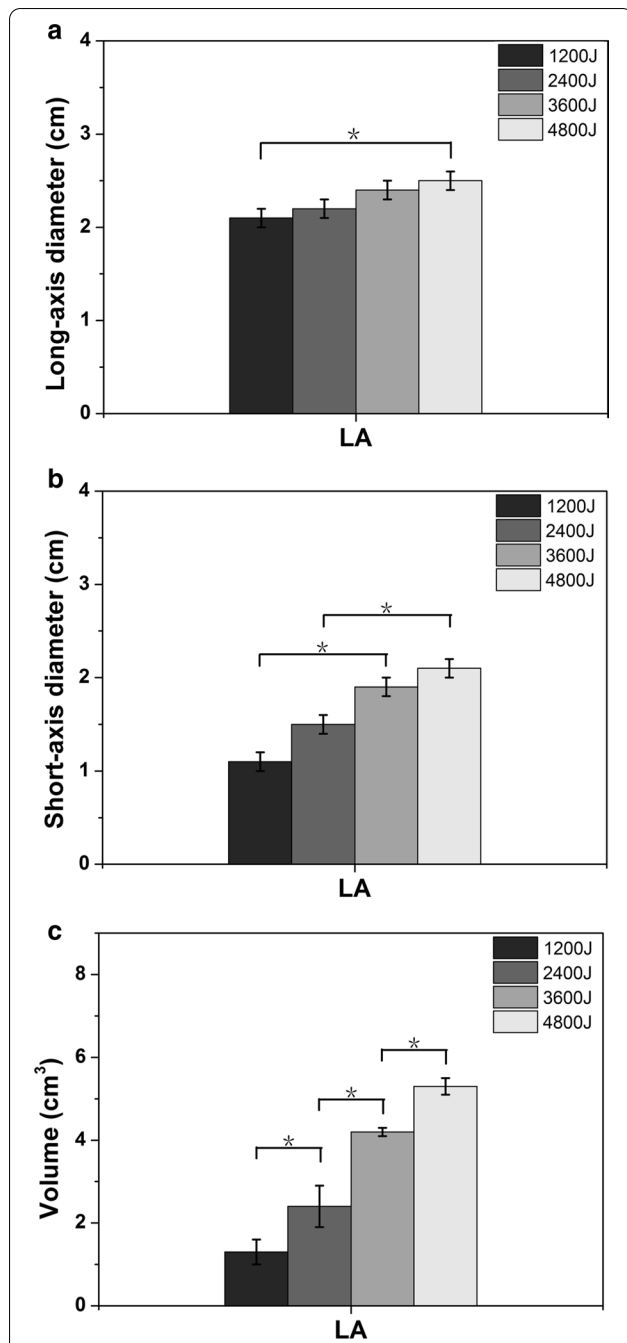 a
Long-axis diameter (cm)
4
3
2
1
0
1200J
2400J
3600J
4800J
*
LA
b
Short-axis diameter (cm)
4
3
2
1
0
1200J
2400J
3600J
4800J
*
*
LA
c
Volume (cm³)
8
6
4
2
0
1200J
2400J
3600J
4800J
*
*
*
LA